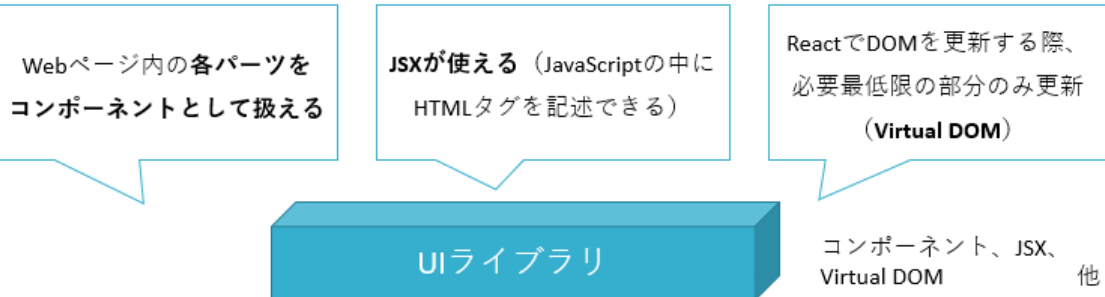 Webページ内の各パーツを
コンポーネントとして扱える
JSXが使える（JavaScriptの中に
HTMLタグを記述できる）
ReactでDOMを更新する際、
必要最低限の部分のみ更新
（Virtual DOM）
UIライブラリ
コンポーネント、JSX、
Virtual DOM 他